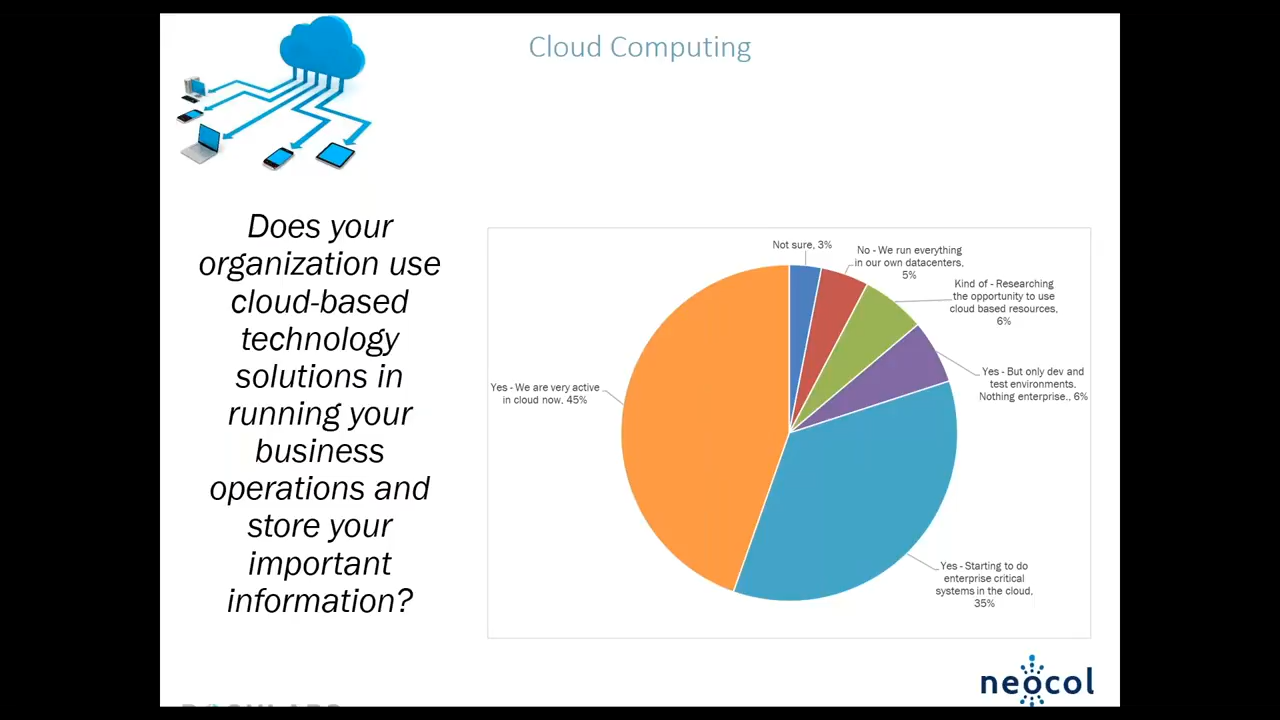 Cloud Computing
Does your
organization use
cloud-based
technology
solutions in
running your
business
operations and
store your
important
information?
Not sure, 3%
No - We run everything
in our own datacenters,
5%
Kind of - Researching
the opportunity to use
cloud based resources,
6%
Yes - But only dev and
test environments.
Nothing enterprise., 6%
Yes - Starting to do
enterprise critical
systems in the cloud,
35%
Yes - We are very active
in cloud now, 45%
neocol